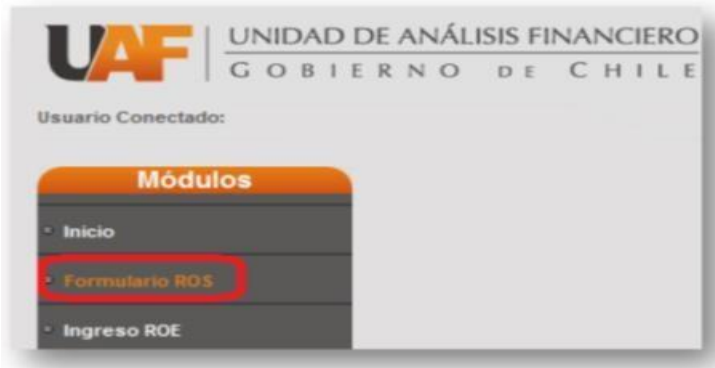 UAF
UNIDAD DE ANÁLISIS FINANCIERO
GOBIERNO DE CHILE
Usuario Conectado:
Módulos
Inicio
Formulario ROS
Ingreso ROE